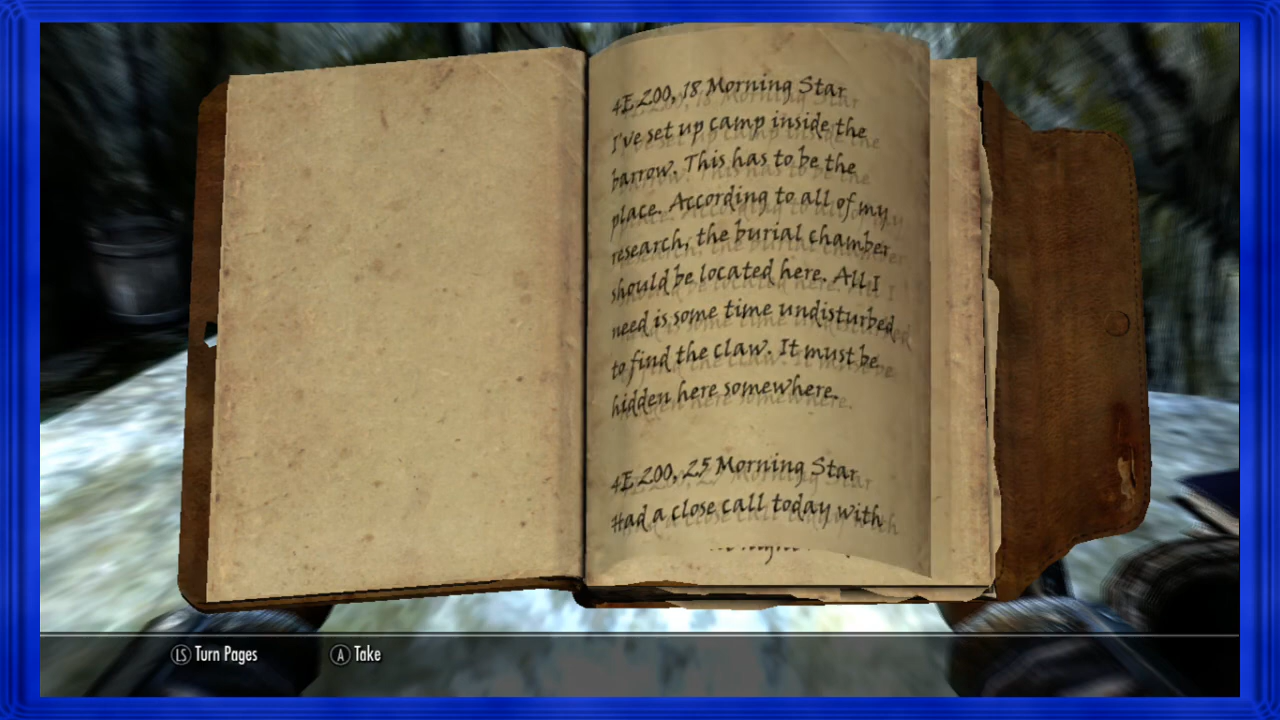 4E 200, 18 Morning Star
I've set up camp inside the
barrow. This has to be the
place. According to all of my
research, the burial chamber
should be located here. All I
need is some time undisturbed
to find the claw. It must be
hidden here somewhere.
4E 200, 25 Morning Star
Had a close call today with
LS Turn Pages
A Take